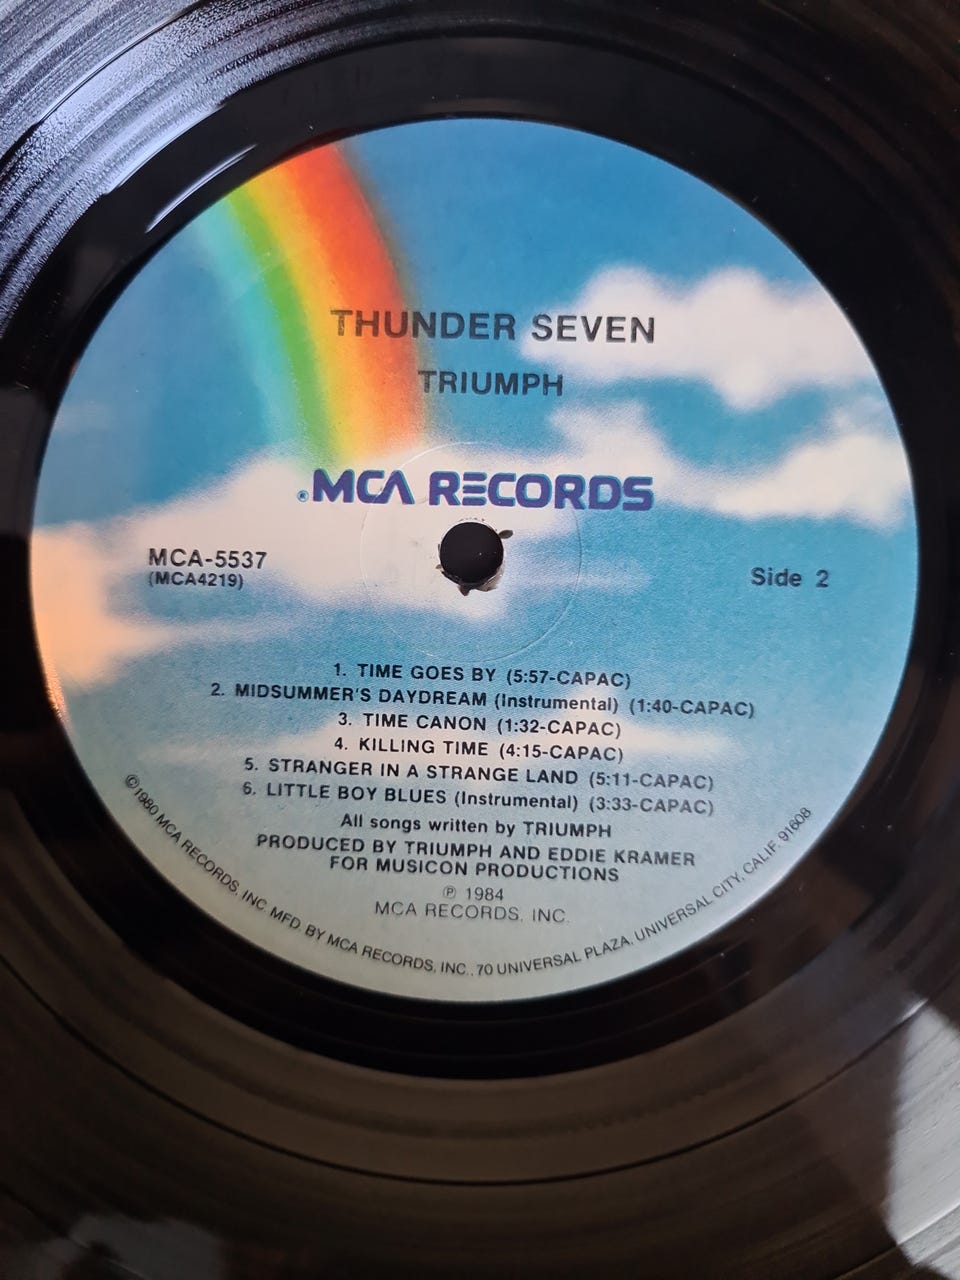 THUNDER SEVEN
TRIUMPH
®MCA RECORDS
MCA-5537
(MCA4219)
Side 2
1. TIME GOES BY (5:57-CAPAC)
2. MIDSUMMER'S DAYDREAM (Instrumental) (1:40-CAPAC)
3. TIME CANON (1:32-CAPAC)
4. KILLING TIME (4:15-CAPAC)
5. STRANGER IN A STRANGE LAND (5:11-CAPAC)
6. LITTLE BOY BLUES (Instrumental) (3:33-CAPAC)
All songs written by TRIUMPH
PRODUCED BY TRIUMPH AND EDDIE KRAMER
FOR MUSICON PRODUCTIONS
℗ 1984
MCA RECORDS, INC.
©1980 MCA RECORDS, INC. MFD. BY MCA RECORDS, INC., 70 UNIVERSAL PLAZA, UNIVERSAL CITY, CALIF. 91608